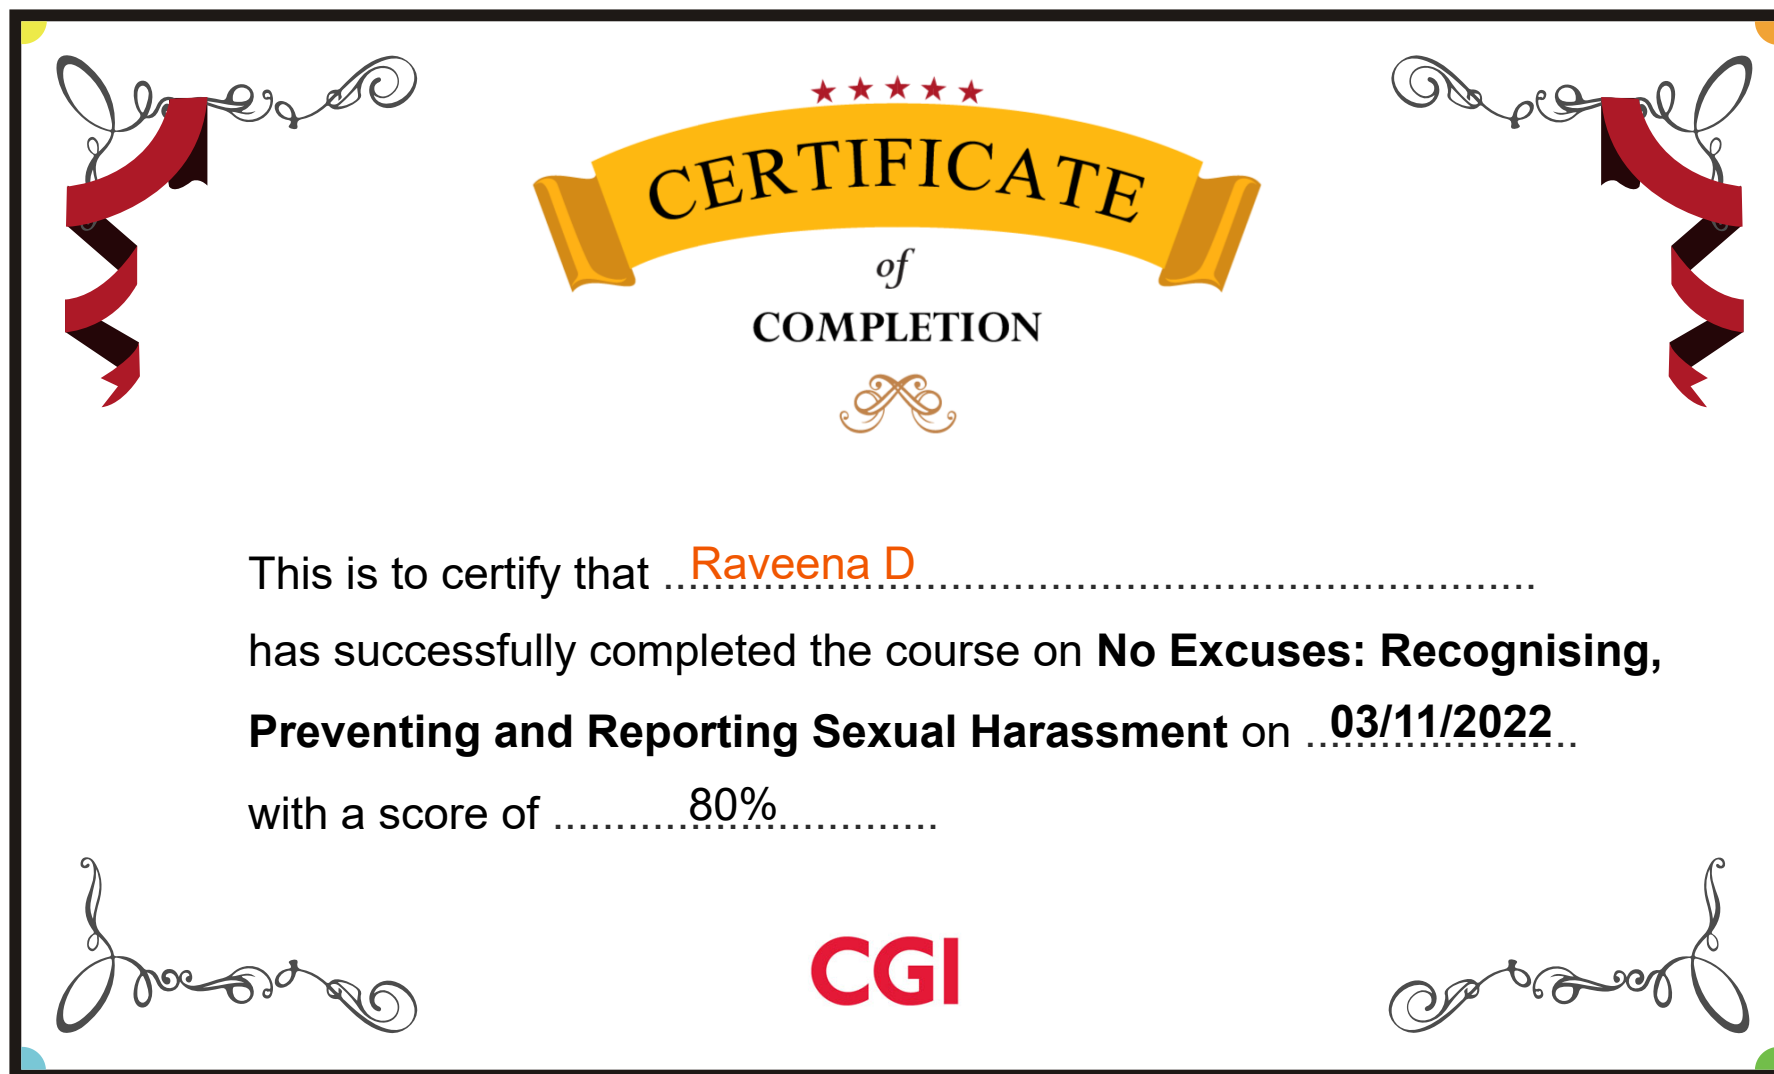 CERTIFICATE
of
COMPLETION
This is to certify that ..Raveena D......................................................................
has successfully completed the course on No Excuses: Recognising,
Preventing and Reporting Sexual Harassment on ..03/11/2022..
with a score of ...........80%.............
CGI